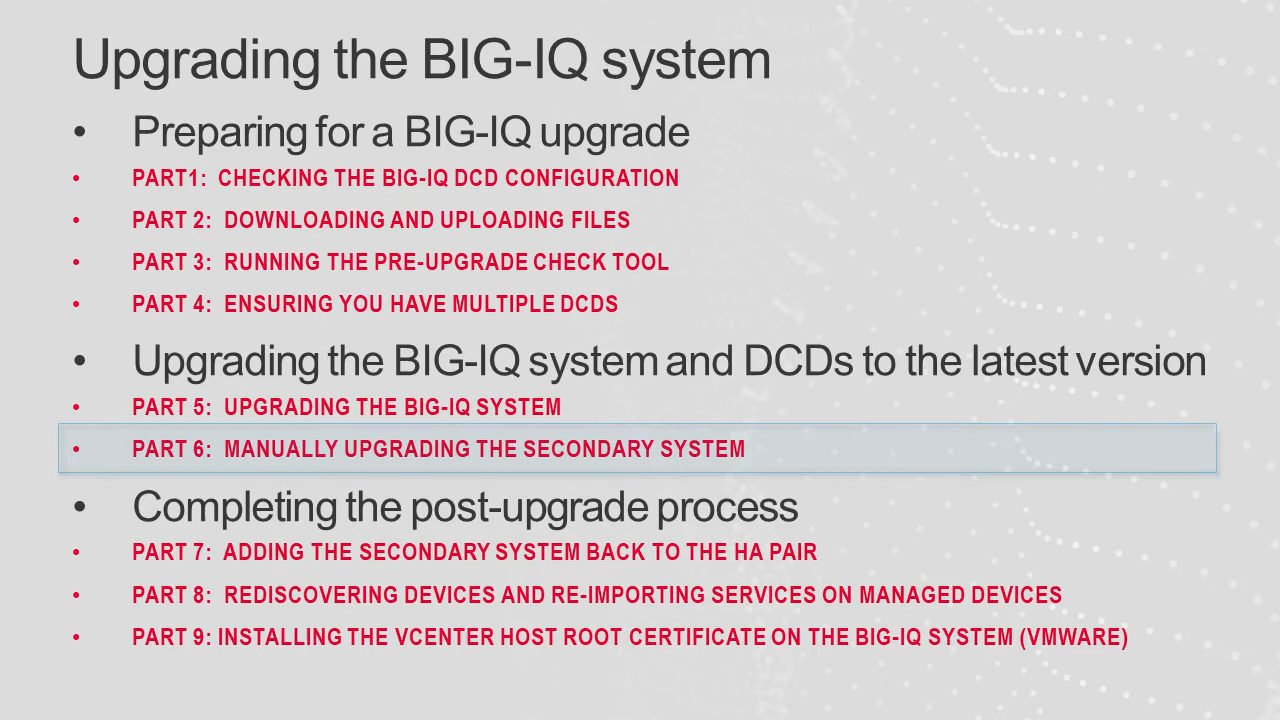 Upgrading the BIG-IQ system
• Preparing for a BIG-IQ upgrade
• PART1: CHECKING THE BIG-IQ DCD CONFIGURATION
• PART 2: DOWNLOADING AND UPLOADING FILES
• PART 3: RUNNING THE PRE-UPGRADE CHECK TOOL
• PART 4: ENSURING YOU HAVE MULTIPLE DCDS
• Upgrading the BIG-IQ system and DCDs to the latest version
• PART 5: UPGRADING THE BIG-IQ SYSTEM
• PART 6: MANUALLY UPGRADING THE SECONDARY SYSTEM
• Completing the post-upgrade process
• PART 7: ADDING THE SECONDARY SYSTEM BACK TO THE HA PAIR
• PART 8: REDISCOVERING DEVICES AND RE-IMPORTING SERVICES ON MANAGED DEVICES
• PART 9: INSTALLING THE VCENTER HOST ROOT CERTIFICATE ON THE BIG-IQ SYSTEM (VMWARE)